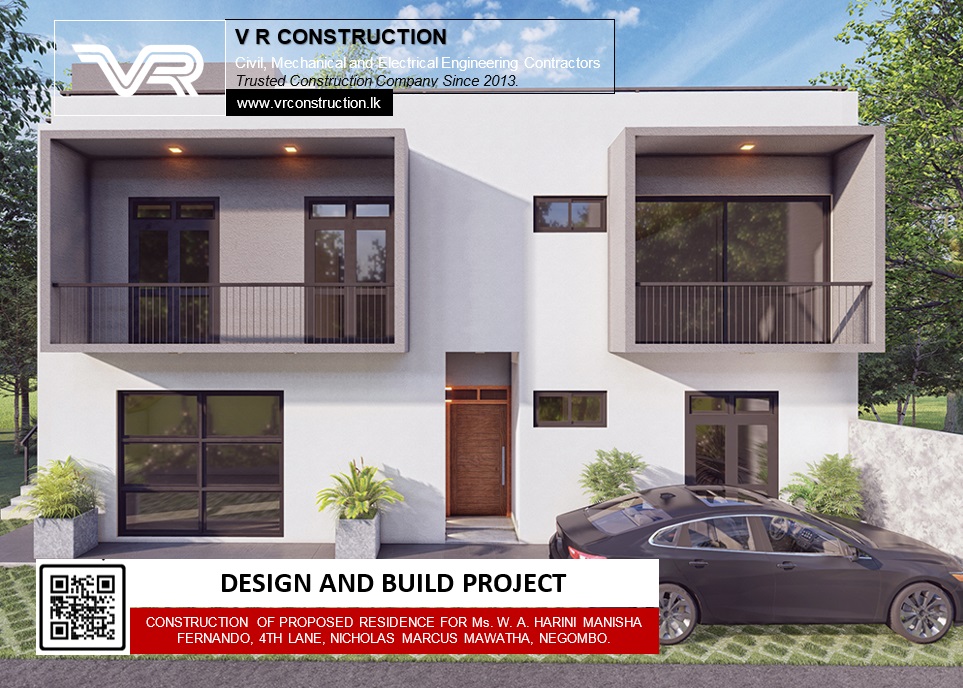 VR
V R CONSTRUCTION
Civil, Mechanical and Electrical Engineering Contractors
Trusted Construction Company Since 2013.
www.vrconstruction.lk
DESIGN AND BUILD PROJECT
CONSTRUCTION OF PROPOSED RESIDENCE FOR Ms. W. A. HARINI MANISHA
FERNANDO, 4TH LANE, NICHOLAS MARCUS MAWATHA, NEGOMBO.